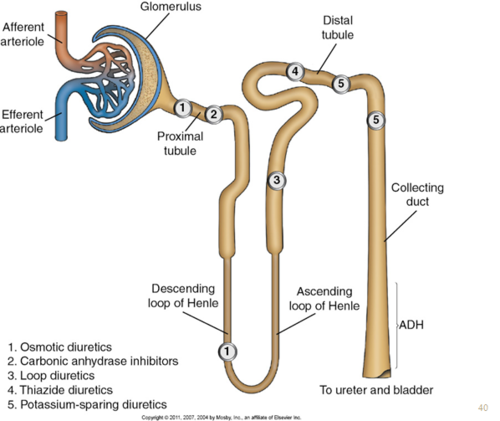 Glomerulus
Afferent
arteriole
Efferent
arteriole
1
2
Proximal
tubule
Distal
tubule
4
5
5
3
Collecting
duct
Descending
loop of Henle
Ascending
loop of Henle
1
ADH
To ureter and bladder
1. Osmotic diuretics
2. Carbonic anhydrase inhibitors
3. Loop diuretics
4. Thiazide diuretics
5. Potassium-sparing diuretics
Copyright © 2011, 2007, 2004 by Mosby, Inc., an affiliate of Elsevier Inc.
40